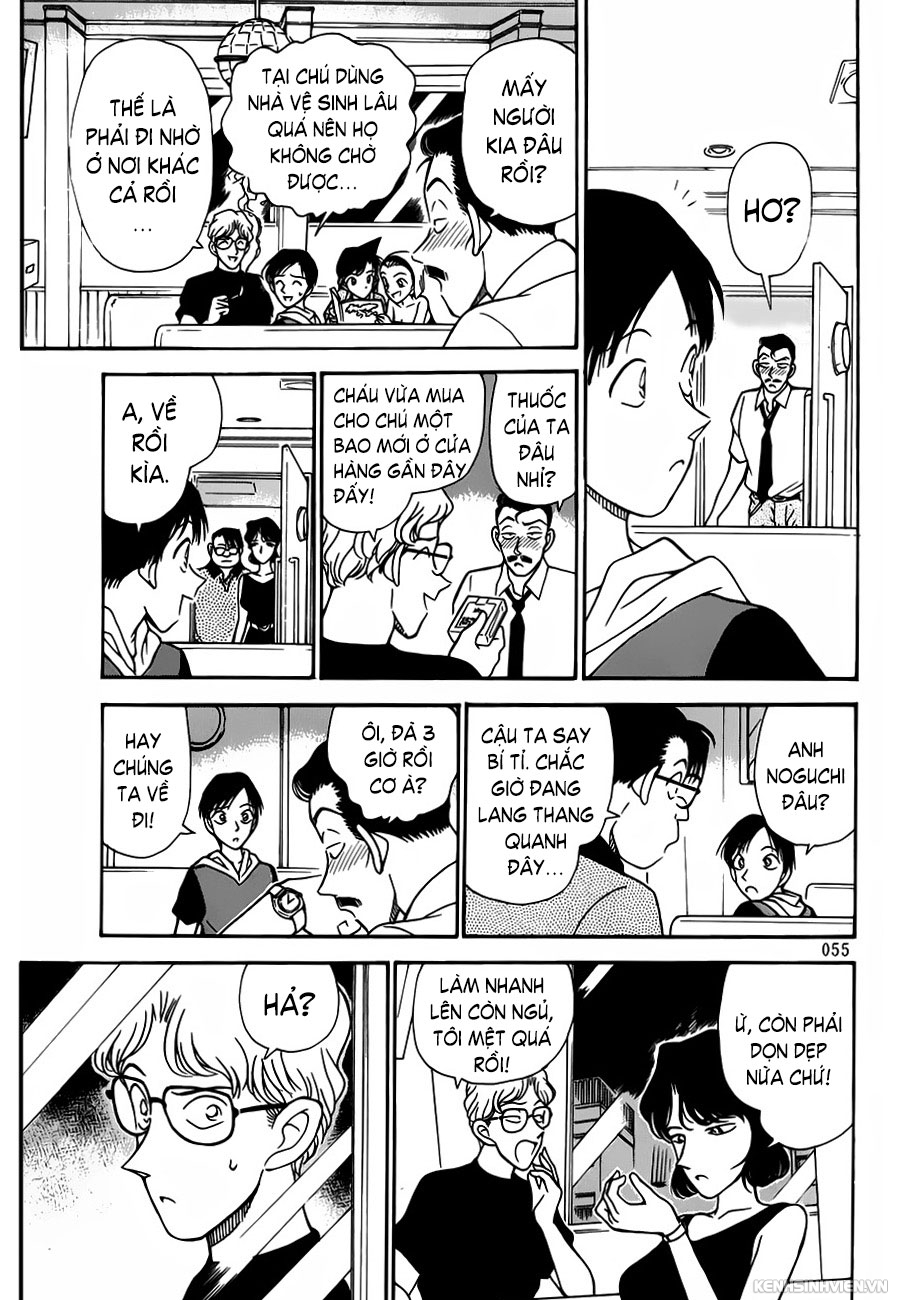 HƠ?
MẤY
NGƯỜI
KIA ĐÂU
RỒI?
TẠI CHÚ DÙNG
NHÀ VỆ SINH LÂU
QUÁ NÊN HỌ
KHÔNG CHỜ
ĐƯỢC...
THẾ LÀ
PHẢI ĐI NHỜ
Ở NƠI KHÁC
CẢ RỒI
...
THUỐC
CỦA TA
ĐÂU
NHỈ?
CHÁU VỪA MUA
CHO CHÚ MỘT
BAO MỚI Ở CỬA
HÀNG GẦN ĐÂY
ĐẤY!
A, VỀ
RỒI
KÌA.
ANH
NOGUCHI
ĐÂU?
CẬU TA SAY
BÍ TỈ. CHẮC
GIỜ ĐANG
LANG THANG
QUANH
ĐÂY...
ÔI, ĐÃ 3
GIỜ RỒI
CƠ À?
HAY
CHÚNG
TA VỀ
ĐI!
055
Ừ, CÒN PHẢI
DỌN DẸP
NỮA CHỨ!
LÀM NHANH
LÊN CÒN NGỦ,
TÔI MỆT QUÁ
RỒI!
HẢ?
KENHSINHVIEN.VN